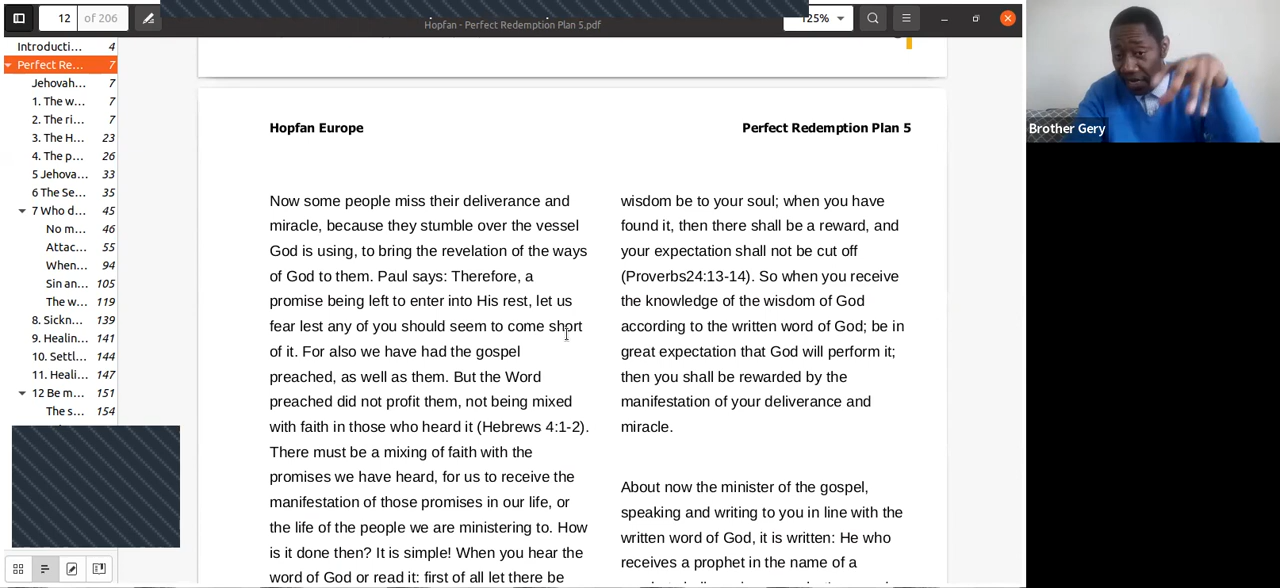 12
of 206
Hopfan - Perfect Redemption Plan 5.pdf
125%
Introducti... 4
Perfect Re... 7
Jehovah... 7
1. The w... 7
2. The ri... 7
3. The H... 23
4. The p... 26
5 Jehova... 33
6 The Se... 35
7 Who d... 45
No m... 46
Attac... 55
When... 94
Sin an... 105
The w... 119
8. Sickn... 139
9. Healin... 141
10. Settl... 144
11. Heali... 147
12 Be m... 151
The s... 154
Hopfan Europe
Perfect Redemption Plan 5
Now some people miss their deliverance and
miracle, because they stumble over the vessel
God is using, to bring the revelation of the ways
of God to them. Paul says: Therefore, a
promise being left to enter into His rest, let us
fear lest any of you should seem to come short
of it. For also we have had the gospel
preached, as well as them. But the Word
preached did not profit them, not being mixed
with faith in those who heard it (Hebrews 4:1-2).
There must be a mixing of faith with the
promises we have heard, for us to receive the
manifestation of those promises in our life, or
the life of the people we are ministering to. How
is it done then? It is simple! When you hear the
word of God or read it: first of all let there be
wisdom be to your soul; when you have
found it, then there shall be a reward, and
your expectation shall not be cut off
(Proverbs24:13-14). So when you receive
the knowledge of the wisdom of God
according to the written word of God; be in
great expectation that God will perform it;
then you shall be rewarded by the
manifestation of your deliverance and
miracle.
About now the minister of the gospel,
speaking and writing to you in line with the
written word of God, it is written: He who
receives a prophet in the name of a
Brother Gery